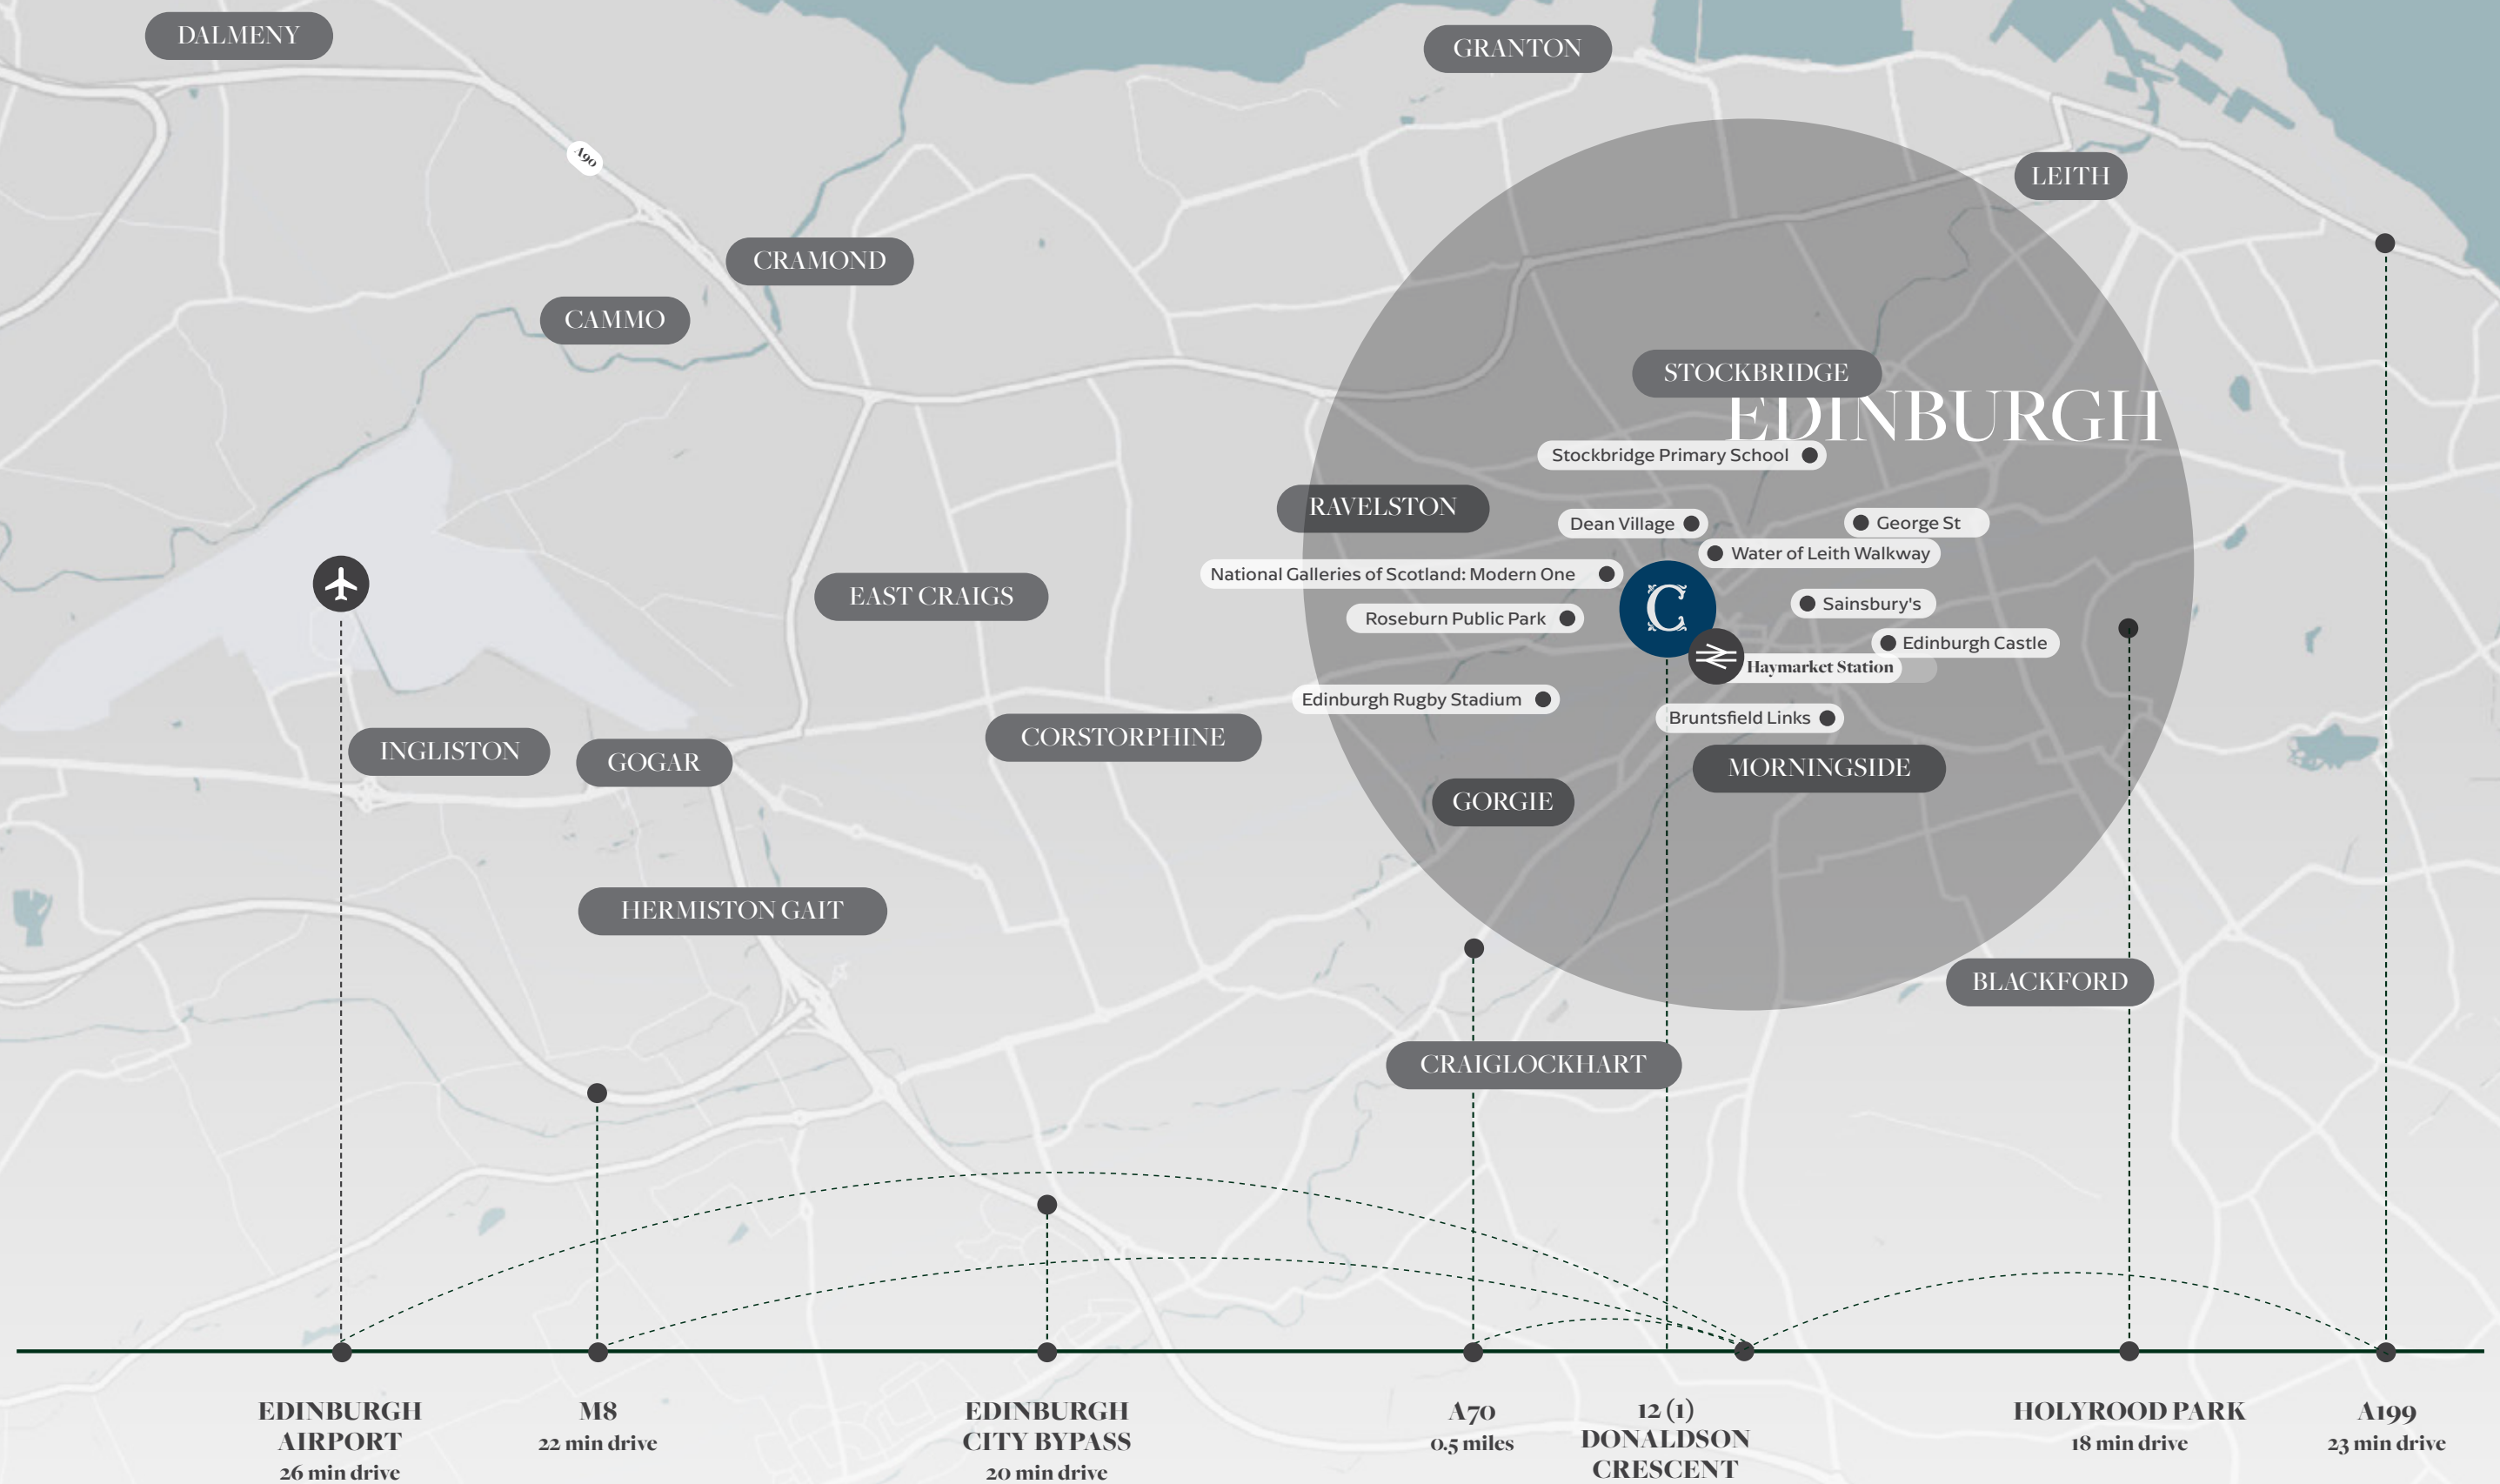 DALMENY
GRANTON
A90
LEITH
CRAMOND
CAMMO
STOCKBRIDGE
EDINBURGH
Stockbridge Primary School
RAVELSTON
Dean Village
George St
Water of Leith Walkway
National Galleries of Scotland: Modern One
EAST CRAIGS
C
Sainsbury's
Roseburn Public Park
Edinburgh Castle
Haymarket Station
Edinburgh Rugby Stadium
Bruntsfield Links
INGLISTON
GOGAR
CORSTORPHINE
MORNINGSIDE
GORGIE
HERMISTON GAIT
BLACKFORD
CRAIGLOCKHART
EDINBURGH
AIRPORT
26 min drive
M8
22 min drive
EDINBURGH
CITY BYPASS
20 min drive
A70
0.5 miles
12 (1)
DONALDSON
CRESCENT
HOLYROOD PARK
18 min drive
A199
23 min drive